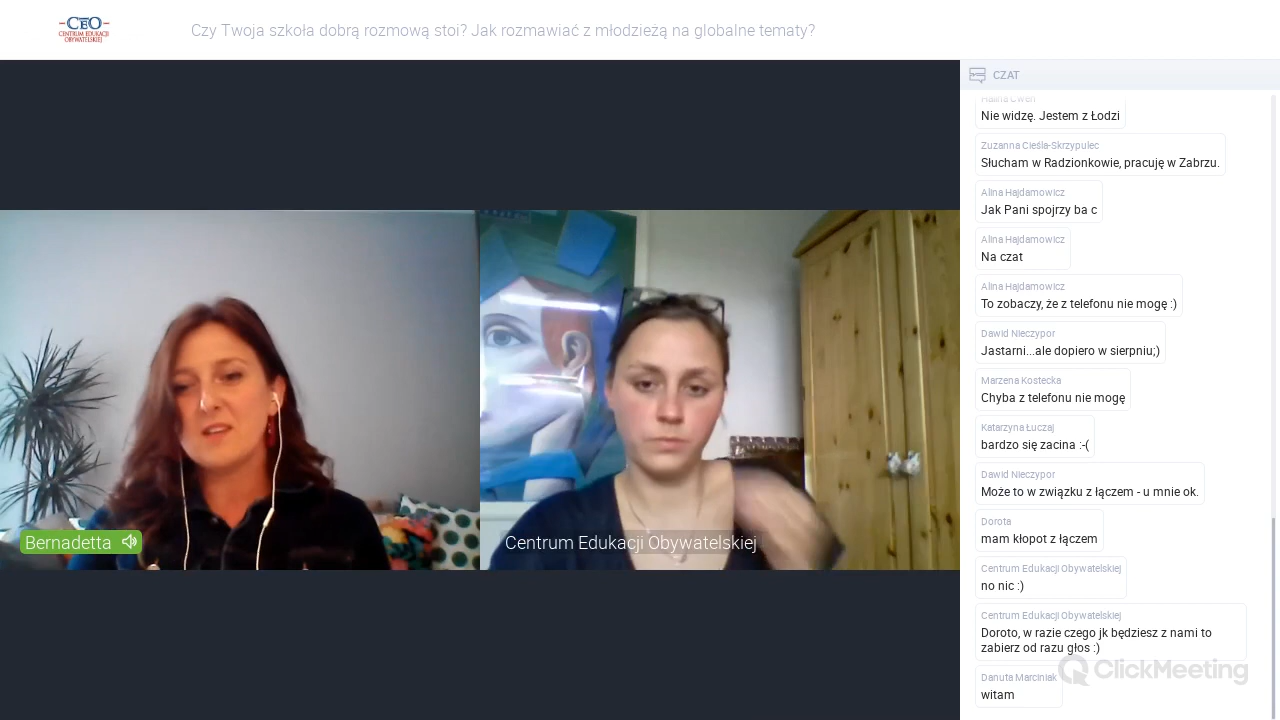 CEO
CENTRUM EDUKACJI
OBYWATELSKIEJ
Czy Twoja szkoła dobrą rozmową stoi? Jak rozmawiać z młodzieżą na globalne tematy?
CZAT
Nie widzę. Jestem z Łodzi
Zuzanna Cieśla-Skrzypulec
Słucham w Radzionkowie, pracuję w Zabrzu.
Alina Hajdamowicz
Jak Pani spojrzy ba c
Alina Hajdamowicz
Na czat
Alina Hajdamowicz
To zobaczy, że z telefonu nie mogę :)
Dawid Nieczypor
Jastarni...ale dopiero w sierpniu;)
Marzena Kostecka
Chyba z telefonu nie mogę
Katarzyna Łuczaj
bardzo się zacina :-(
Dawid Nieczypor
Może to w związku z łączem - u mnie ok.
Dorota
mam kłopot z łączem
Centrum Edukacji Obywatelskiej
no nic :)
Centrum Edukacji Obywatelskiej
Doroto, w razie czego jk będziesz z nami to
zabierz od razu głos :)
Danuta Marciniak
witam
ClickMeeting
Bernadetta
Centrum Edukacji Obywatelskiej